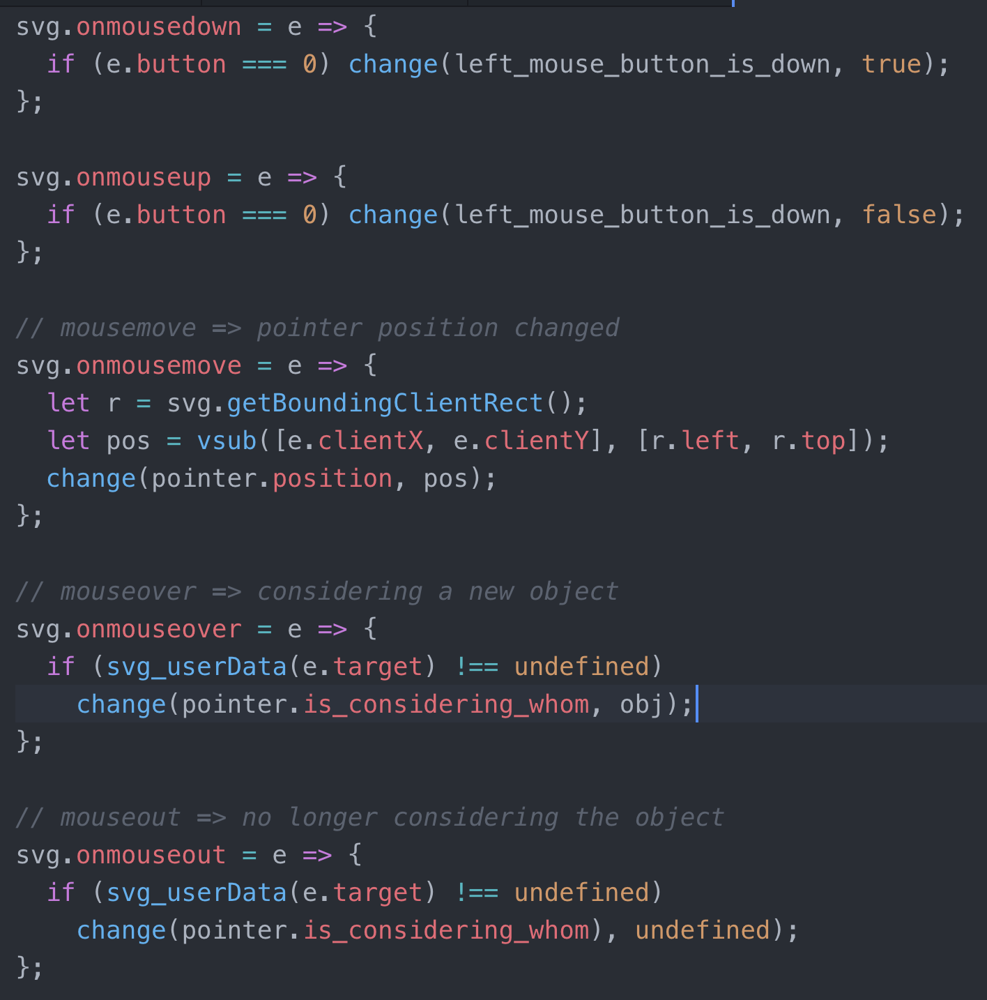 svg.onmousedown = e => {
  if (e.button === 0) change(left_mouse_button_is_down, true);
};

svg.onmouseup = e => {
  if (e.button === 0) change(left_mouse_button_is_down, false);
};

// mousemove => pointer position changed
svg.onmousemove = e => {
  let r = svg.getBoundingClientRect();
  let pos = vsub([e.clientX, e.clientY], [r.left, r.top]);
  change(pointer.position, pos);
};

// mouseover => considering a new object
svg.onmouseover = e => {
  if (svg_userData(e.target) !== undefined)
    change(pointer.is_considering_whom, obj);
};

// mouseout => no longer considering the object
svg.onmouseout = e => {
  if (svg_userData(e.target) !== undefined)
    change(pointer.is_considering_whom), undefined);
};